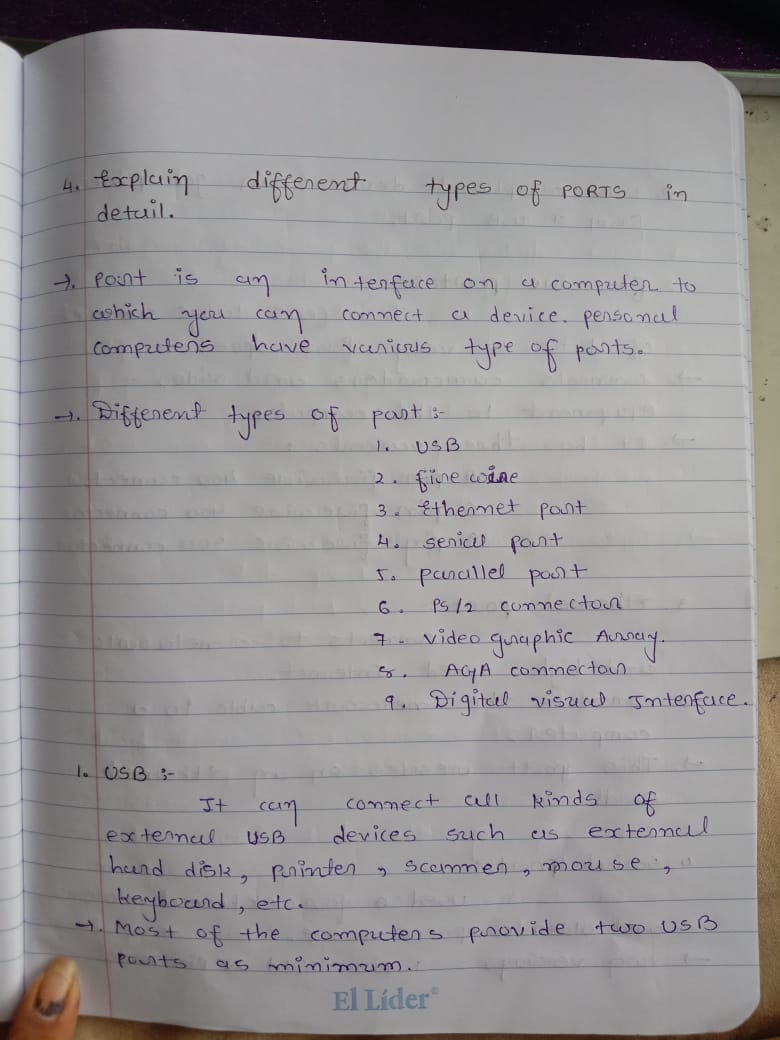 4. Explain different types of PORTS in
detail.
→. Port is an interface on a computer to
which you can connect a device. personal
computers have various type of ports.
→. Different types of port :-
1. USB
2. fire wire
3. Ethernet port
4. serial port
5. parallel port
6. PS/2 connector
7. video graphic Array.
8. AGA connector
9. Digital visual Interface.
1. USB :-
It can connect all kinds of
external USB devices such as external
hard disk, printer, scanner, mouse,
keyboard, etc.
→. Most of the computers provide two USB
ports as minimum.
El Líder®